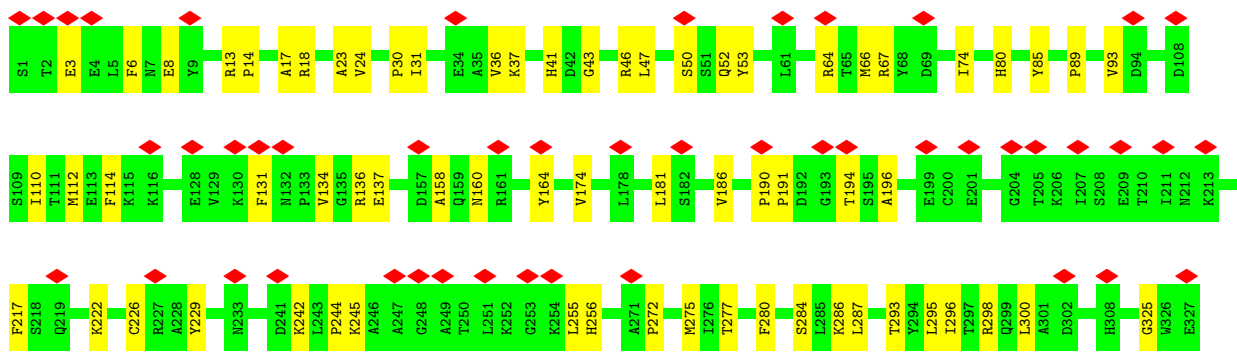 S1 T2 E3 E4 L5 F6 N7 E8 Y9 R13 P14 A17 R18 A23 V24 P30 I31 E34 A35 V36 K37 H41 D42 G43 R46 L47 S50 S51 Q52 Y53 L61 R64 T65 M66 R67 Y68 D69 I74 H80 Y85 P89 V93 D94 D108
S109 I110 T111 M112 E113 F114 K115 K116 E128 V129 K130 F131 N132 P133 V134 G135 R136 E137 D157 A158 Q159 N160 R161 Y164 V174 L178 L181 S182 V186 P190 P191 D192 G193 T194 S195 A196 E199 C200 E201 G204 T205 K206 I207 S208 E209 T210 I211 N212 K213
F217 S218 Q219 K222 C226 R227 A228 Y229 N233 D241 K242 L243 P244 K245 A246 A247 G248 A249 T250 L251 K252 G253 K254 L255 H256 A271 P272 M275 I276 T277 F280 S284 L285 K286 L287 T293 Y294 L295 I296 T297 R298 Q299 L300 A301 D302 H308 G325 W326 E327